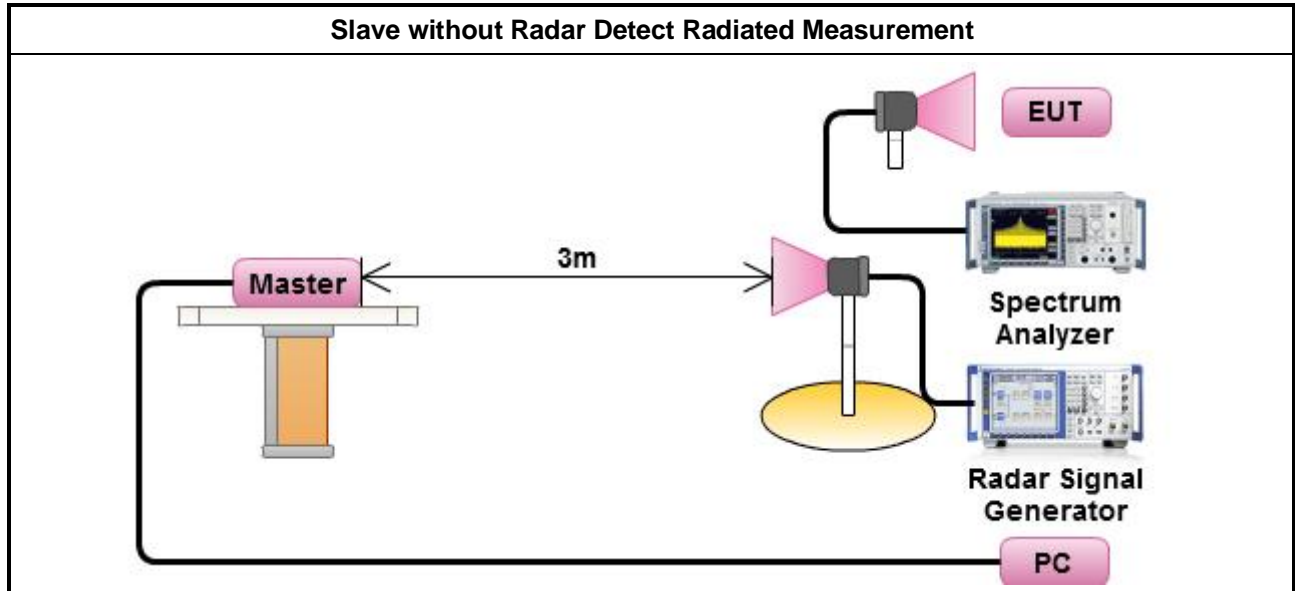 Slave without Radar Detect Radiated Measurement
EUT
3m
Master
Spectrum
Analyzer
Radar Signal
Generator
PC